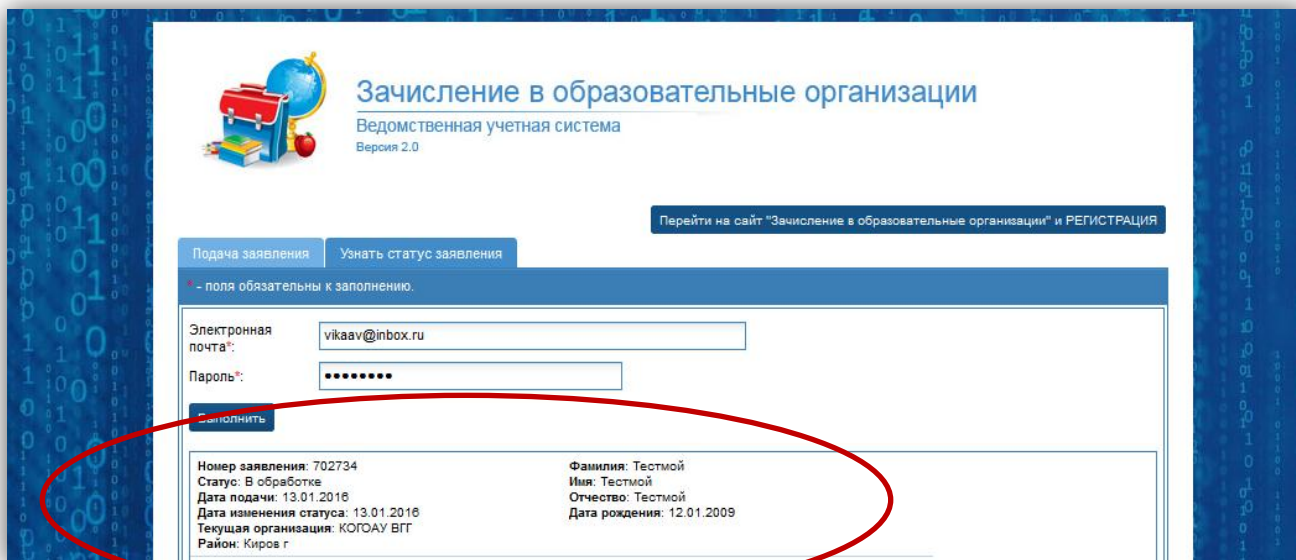 Зачисление в образовательные организации
Ведомственная учетная система
Версия 2.0
Перейти на сайт "Зачисление в образовательные организации" и РЕГИСТРАЦИЯ
Подача заявления Узнать статус заявления
* - поля обязательны к заполнению.
Электронная почта*: vikaav@inbox.ru
Пароль*: ••••••••
Выполнить
Номер заявления: 702734
Статус: В обработке
Дата подачи: 13.01.2016
Дата изменения статуса: 13.01.2016
Текущая организация: КОГОАУ ВГГ
Район: Киров г
Фамилия: Тестмой
Имя: Тестмой
Отчество: Тестмой
Дата рождения: 12.01.2009